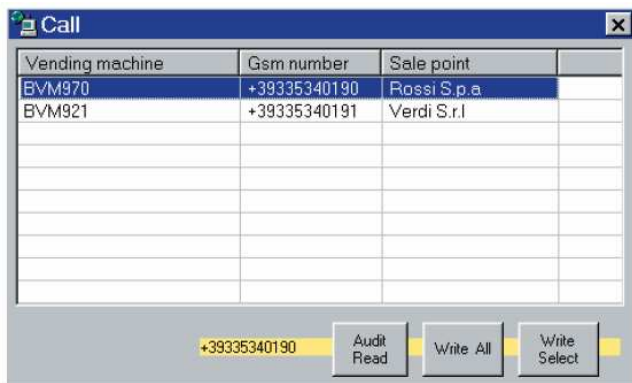 Call
Vending machine Gsm number Sale point
BVM970 +39335340190 Rossi S.p.a
BVM921 +39335340191 Verdi S.r.l
+39335340190 Audit Read Write All Write Select